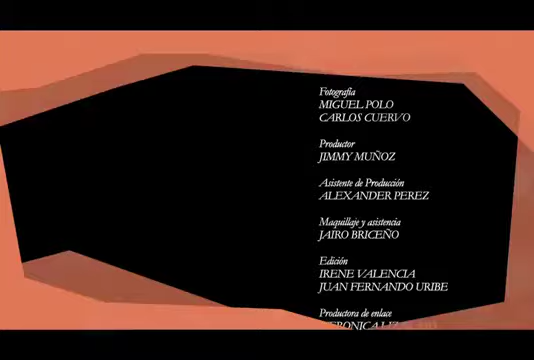 Fotografía
MIGUEL POLO
CARLOS CUERVO
Productor
JIMMY MUÑOZ
Asistente de Producción
ALEXANDER PEREZ
Maquillaje y asistencia
JAIRO BRICEÑO
Edición
IRENE VALENCIA
JUAN FERNANDO URIBE
Productora de enlace